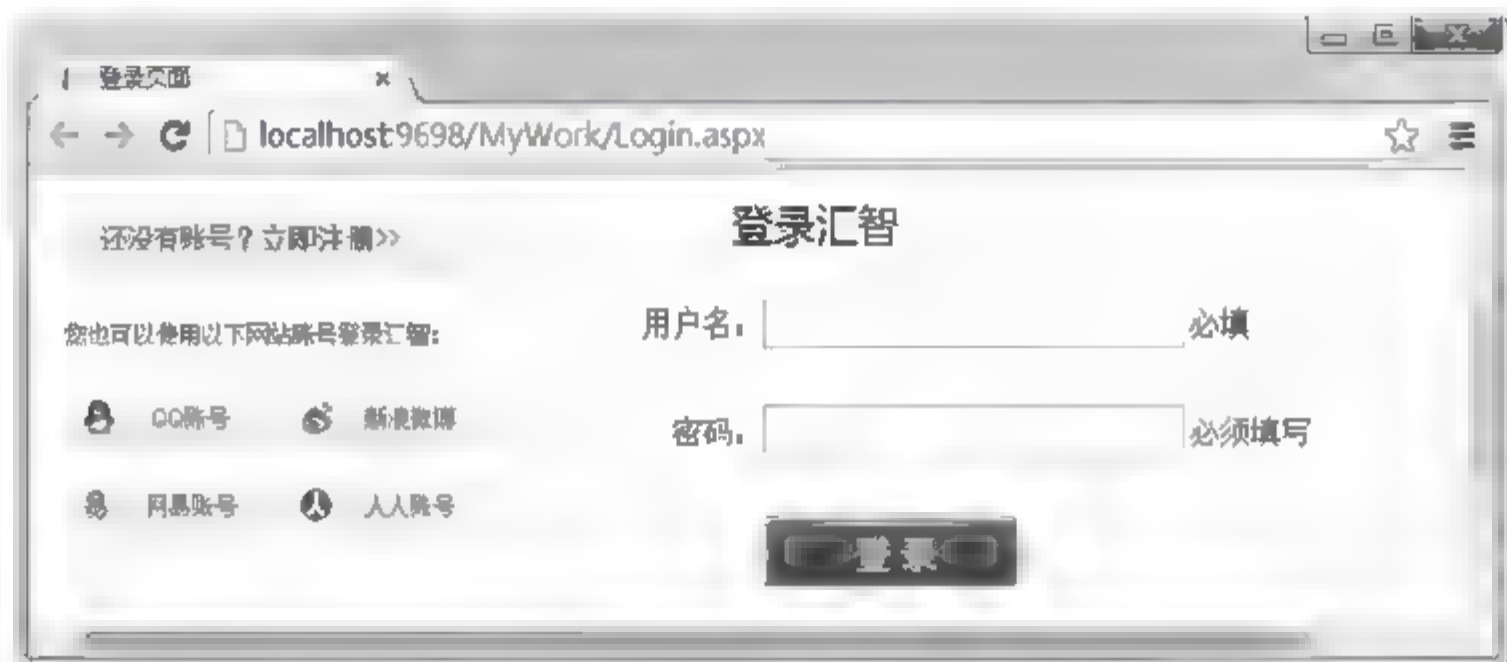 登录页面
localhost:9698/MyWork/Login.aspx
还没有账号？立即注册>>
您也可以使用以下网站账号登录汇智：
QQ账号 新浪微博
网易账号 人人账号
登录汇智
用户名： 必填
密码： 必须填写
登 录